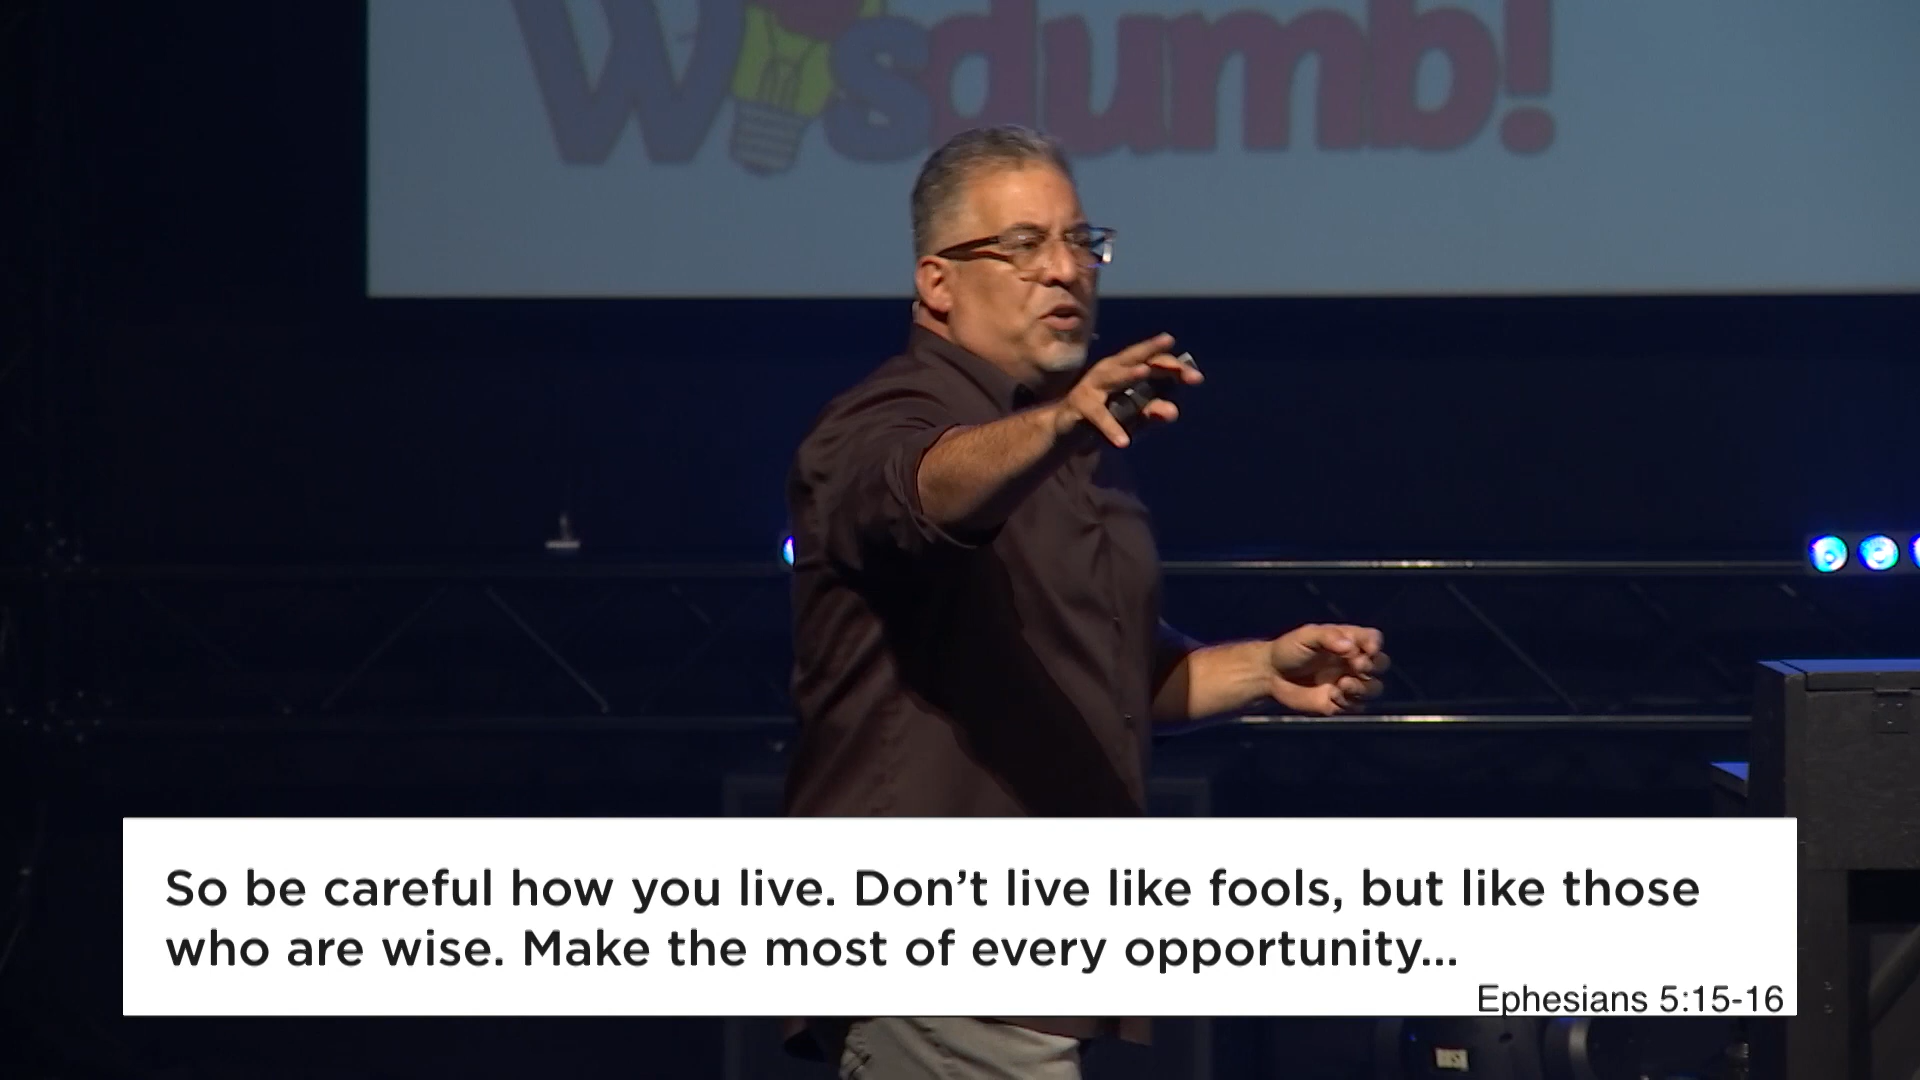 Wisdumb!
So be careful how you live. Don’t live like fools, but like those
who are wise. Make the most of every opportunity...
Ephesians 5:15-16